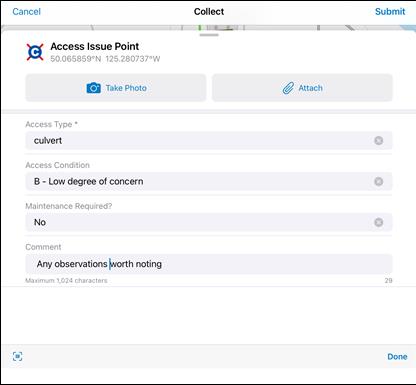 Cancel Collect Submit
Access Issue Point
50.065859°N 125.280737°W
Take Photo Attach
Access Type *
culvert
Access Condition
B - Low degree of concern
Maintenance Required?
No
Comment
Any observations worth noting
Maximum 1,024 characters 29
Done